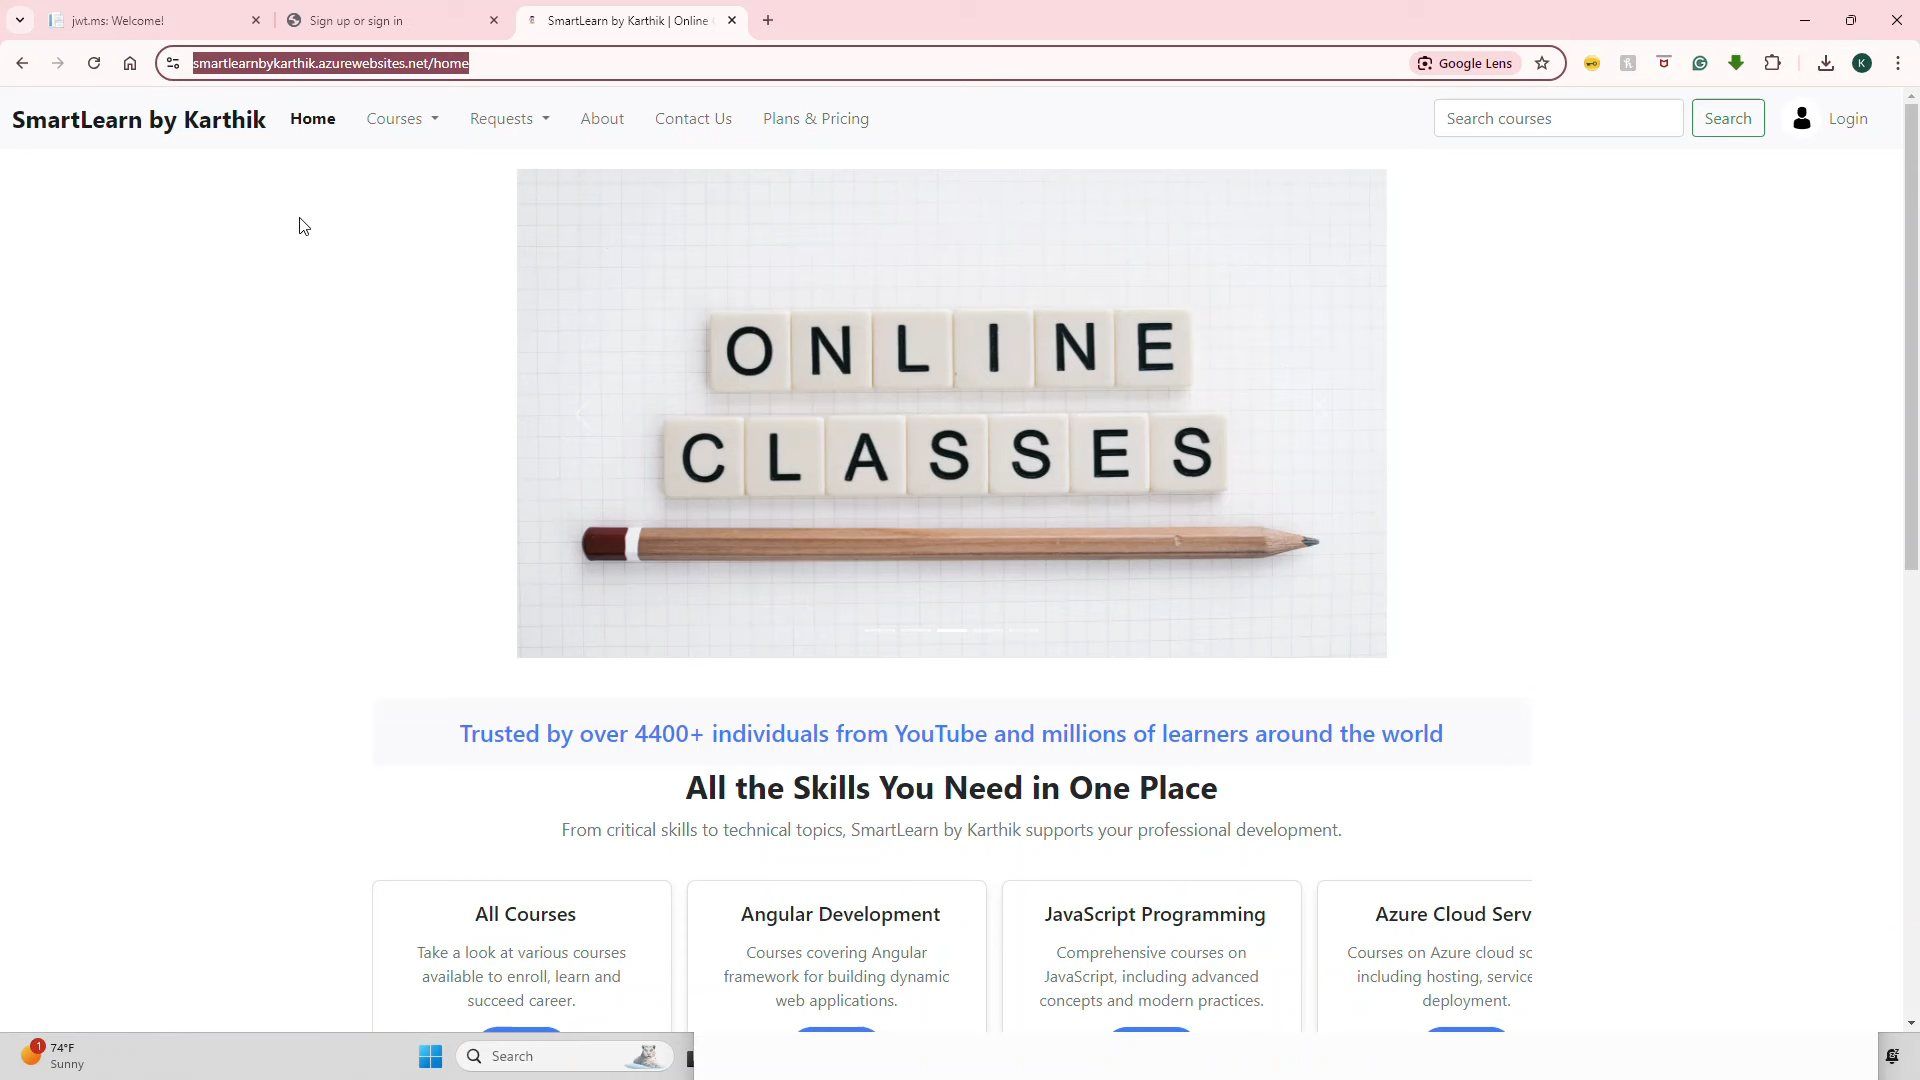 jwt.ms: Welcome!
Sign up or sign in
SmartLearn by Karthik | Online
smartlearnbykarthik.azurewebsites.net/home
Google Lens
K
SmartLearn by Karthik
Home
Courses
Requests
About
Contact Us
Plans & Pricing
Search courses
Search
Login
ONLINE
CLASSES
Trusted by over 4400+ individuals from YouTube and millions of learners around the world
All the Skills You Need in One Place
From critical skills to technical topics, SmartLearn by Karthik supports your professional development.
All Courses
Take a look at various courses
available to enroll, learn and
succeed career.
Angular Development
Courses covering Angular
framework for building dynamic
web applications.
JavaScript Programming
Comprehensive courses on
JavaScript, including advanced
concepts and modern practices.
Azure Cloud Serv
Courses on Azure cloud sc
including hosting, service
deployment.
1
74°F
Sunny
Search